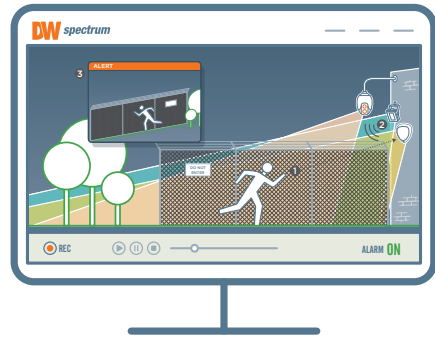 DW spectrum
ALERT
3
2
DO NOT
ENTER
1
REC
ALARM ON